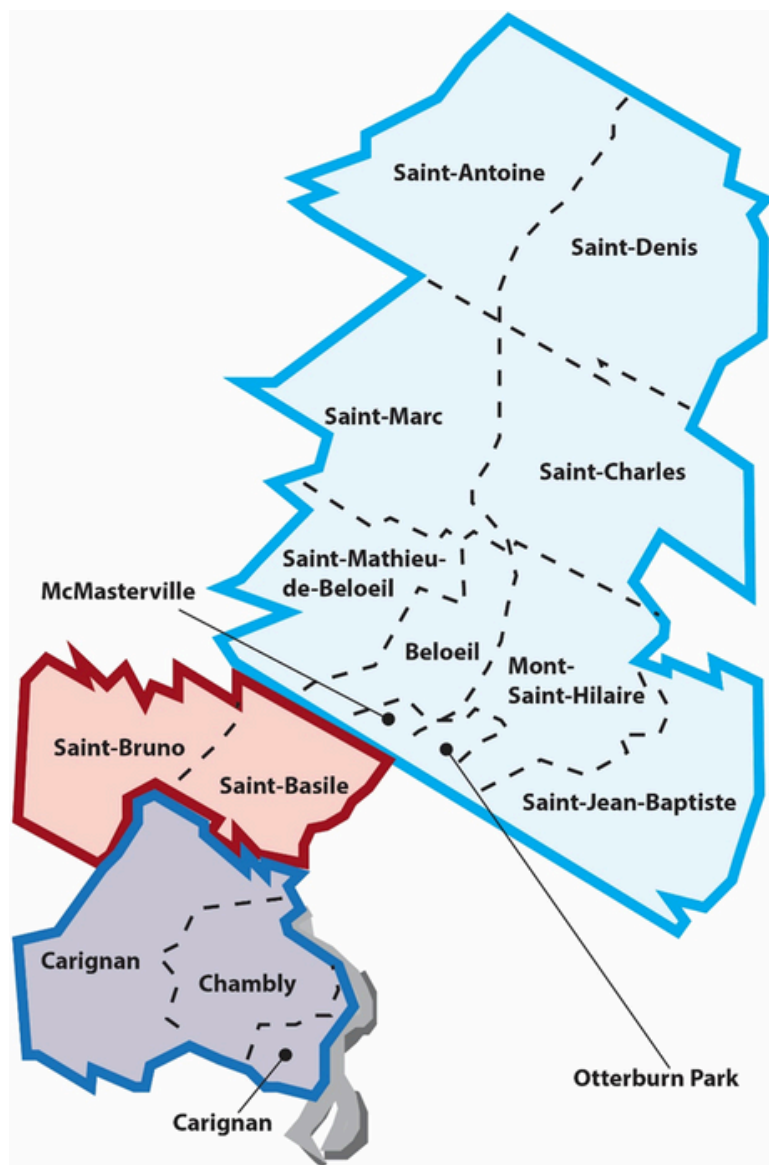 Saint-Antoine
Saint-Denis
Saint-Marc
Saint-Charles
Saint-Mathieu-
de-Beloeil
McMasterville
Beloeil
Mont-
Saint-Hilaire
Saint-Bruno
Saint-Basile
Saint-Jean-Baptiste
Carignan
Chambly
Otterburn Park
Carignan